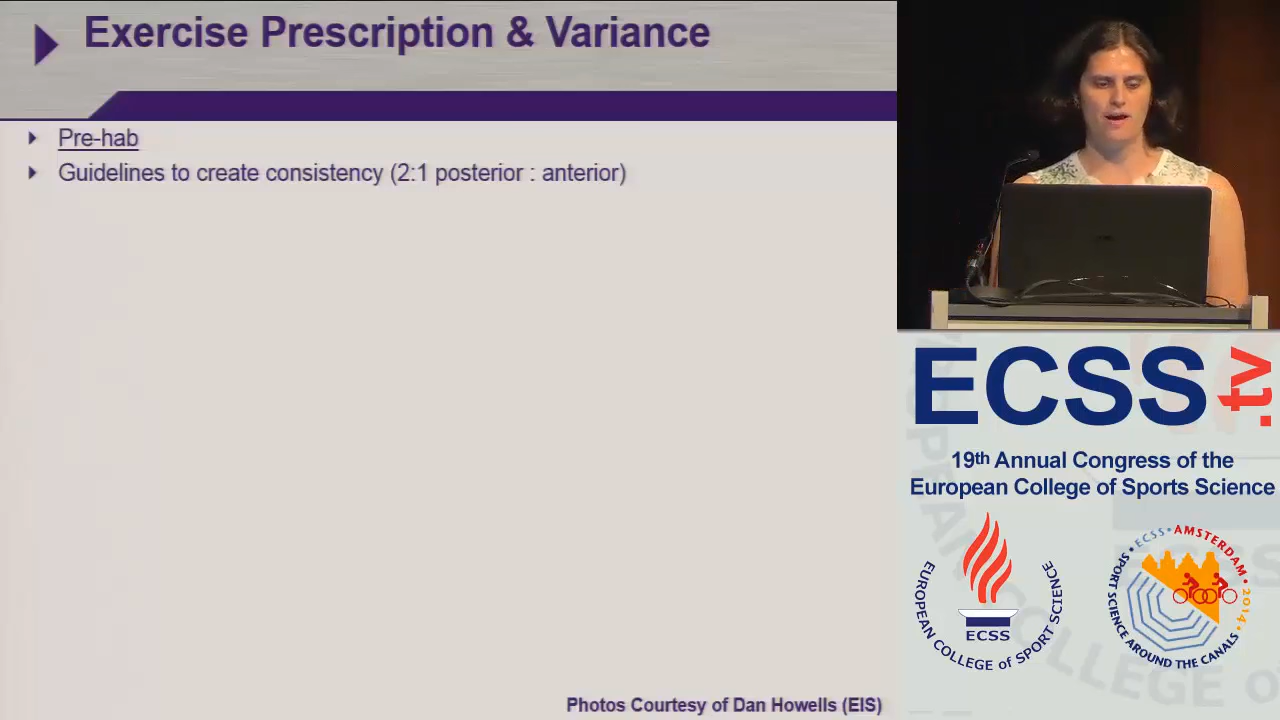 Exercise Prescription & Variance
Pre-hab
Guidelines to create consistency (2:1 posterior : anterior)
Photos Courtesy of Dan Howells (EIS)
ECSS.tv
19th Annual Congress of the
European College of Sports Science
EUROPEAN COLLEGE of SPORT SCIENCE
ECSS
•ECSS•AMSTERDAM•2014•
SPORT SCIENCE AROUND THE CANALS